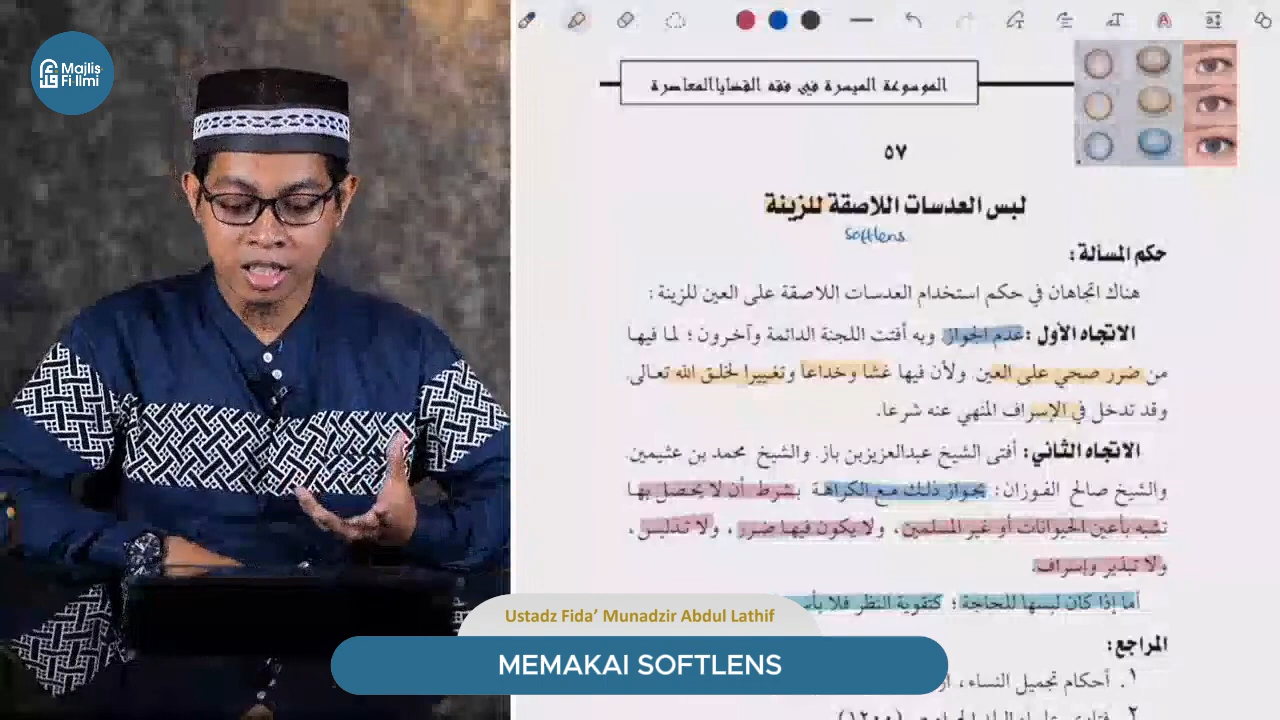 Majlis
Fi-Ilmi
الموسوعة الميسرة في فقه القضايا المعاصرة
٥٧
لبس العدسات اللاصقة للزينة
softlens
حكم المسألة:
هناك اتجاهان في حكم استخدام العدسات اللاصقة على العين للزينة:
الاتجاه الأول: عدم الجواز وبه أفتت اللجنة الدائمة وآخرون؛ لما فيها
من ضرر صحي على العين. ولأن فيها غشا وخداعا وتغييرا لخلق الله تعالى.
وقد تدخل في الإسراف المنهي عنه شرعا.
الاتجاه الثاني: أفتى الشيخ عبدالعزيز بن باز. والشيخ محمد بن عثيمين.
والشيخ صالح الفوزان: بجواز ذلك مع الكراهة بشرط أن لا يحصل بها
تشبه بأعين الحيوانات أو غير المسلمين، ولا يكون فيها ضرر، ولا تدليس،
ولا تبذير وإسراف.
أما إذا كان لبسها للحاجة؛ كتقوية النظر فلا
المراجع:
١. أحكام تجميل النساء،
٢.
(١٢٠٠)
Ustadz Fida’ Munadzir Abdul Lathif
MEMAKAI SOFTLENS